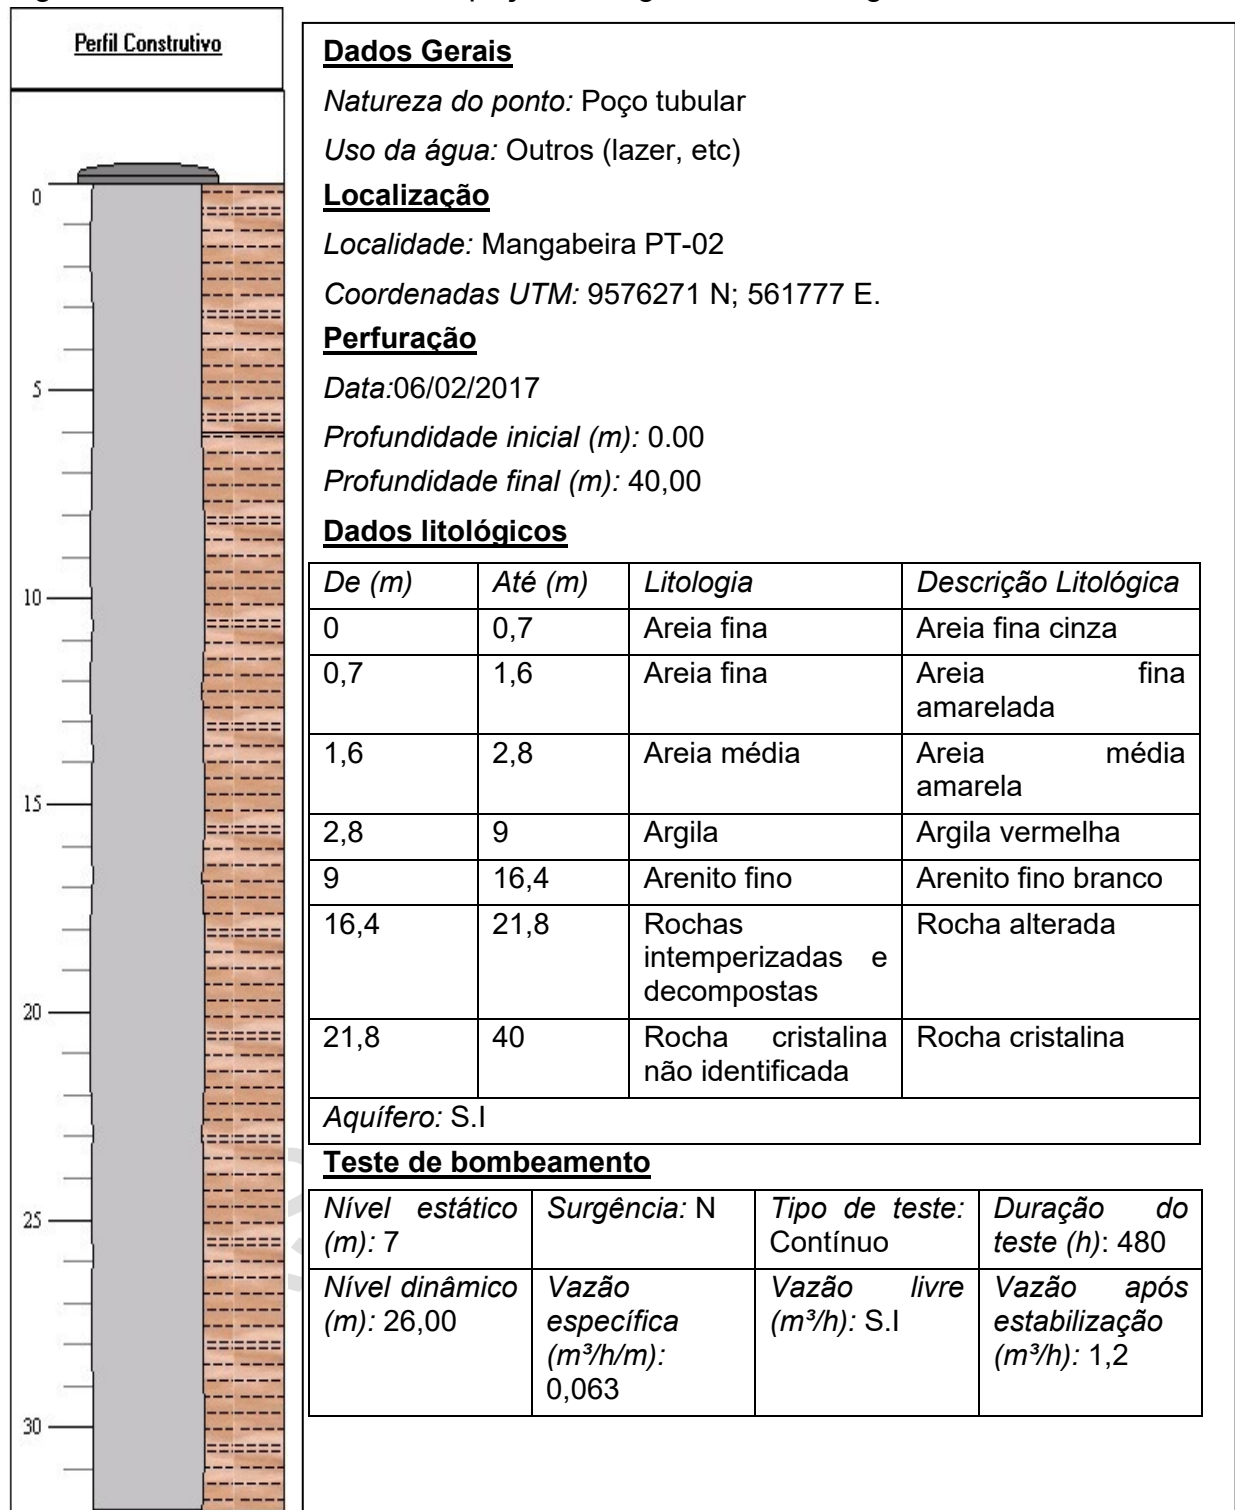 Perfil Construtivo
0
5
10
15
20
25
30
Dados Gerais
Natureza do ponto: Poço tubular
Uso da água: Outros (lazer, etc)
Localização
Localidade: Mangabeira PT-02
Coordenadas UTM: 9576271 N; 561777 E.
Perfuração
Data:06/02/2017
Profundidade inicial (m): 0.00
Profundidade final (m): 40,00
Dados litológicos
De (m) Até (m) Litologia Descrição Litológica
0 0,7 Areia fina Areia fina cinza
0,7 1,6 Areia fina Areia fina
amarelada
1,6 2,8 Areia média Areia média
amarela
2,8 9 Argila Argila vermelha
9 16,4 Arenito fino Arenito fino branco
16,4 21,8 Rochas Rocha alterada
intemperizadas e
decompostas
21,8 40 Rocha cristalina Rocha cristalina
não identificada
Aquífero: S.I
Teste de bombeamento
Nível estático Surgência: N Tipo de teste: Duração do
(m): 7 Contínuo teste (h): 480
Nível dinâmico Vazão Vazão livre Vazão após
(m): 26,00 específica (m³/h): S.I estabilização
(m³/h/m): (m³/h): 1,2
0,063